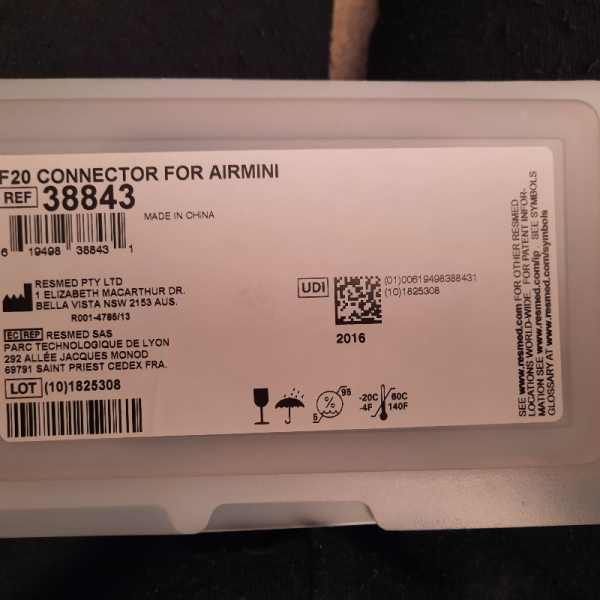 F20 CONNECTOR FOR AIRMINI
REF 38843
MADE IN CHINA
6 19498 38843 1
RESMED PTY LTD
1 ELIZABETH MACARTHUR DR.
BELLA VISTA NSW 2153 AUS.
R001-4785/13
EC REP RESMED SAS
PARC TECHNOLOGIQUE DE LYON
292 ALLÉE JACQUES MONOD
69791 SAINT PRIEST CEDEX FRA.
LOT (10)1825308
UDI
(01)00619498388431
(10)1825308
2016
95
%
5
-20C
-4F
60C
140F
SEE www.resmed.com FOR OTHER RESMED
LOCATIONS WORLD-WIDE. FOR PATENT INFOR-
MATION SEE www.resmed.com/ip . SEE SYMBOLS
GLOSSARY AT www.resmed.com/symbols